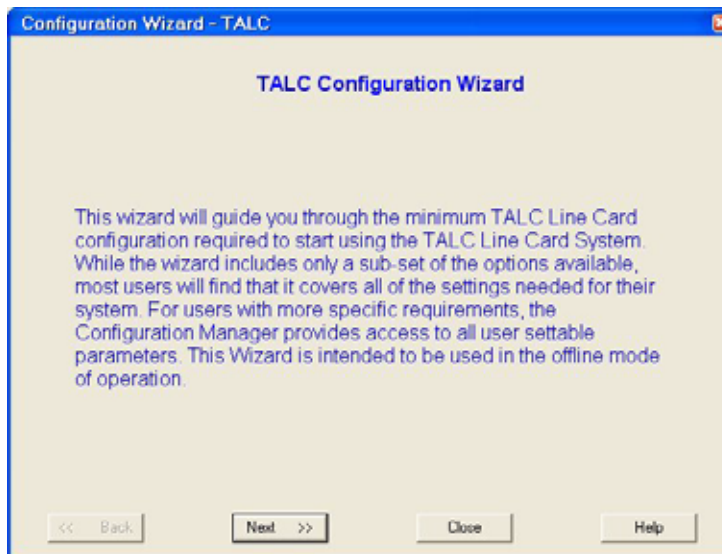 Configuration Wizard - TALC
TALC Configuration Wizard
This wizard will guide you through the minimum TALC Line Card
configuration required to start using the TALC Line Card System.
While the wizard includes only a sub-set of the options available,
most users will find that it covers all of the settings needed for their
system. For users with more specific requirements, the
Configuration Manager provides access to all user settable
parameters. This Wizard is intended to be used in the offline mode
of operation.
<< Back
Next >>
Close
Help